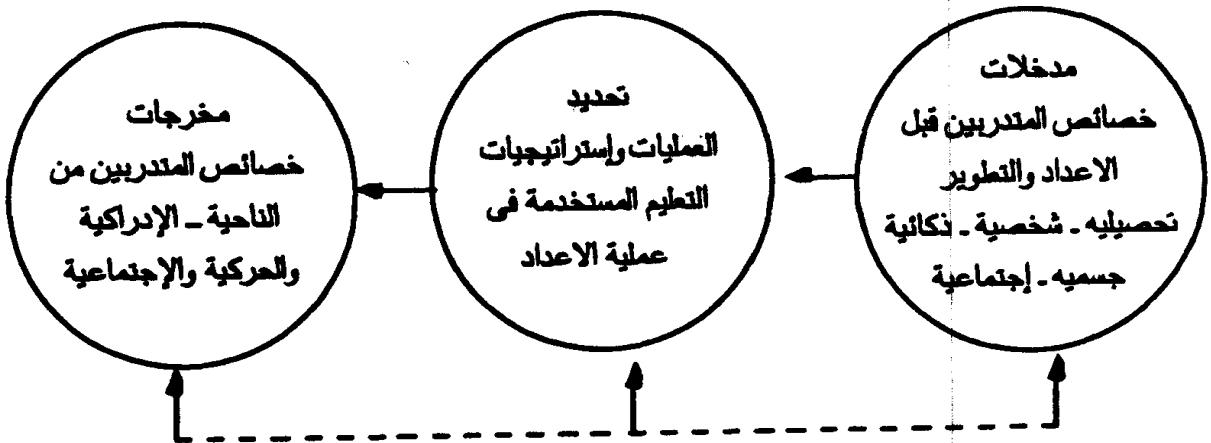 مدخلات
خصائص المتدربين قبل
الاعداد والتطوير
تحصيليه - شخصية - ذكائية
جسميه - إجتماعية
تحديد
العمليات وإستراتيجيات
التعليم المستخدمة فى
عملية الاعداد
مخرجات
خصائص المتدربين من
الناحية - الإدراكية
والحركية والإجتماعية